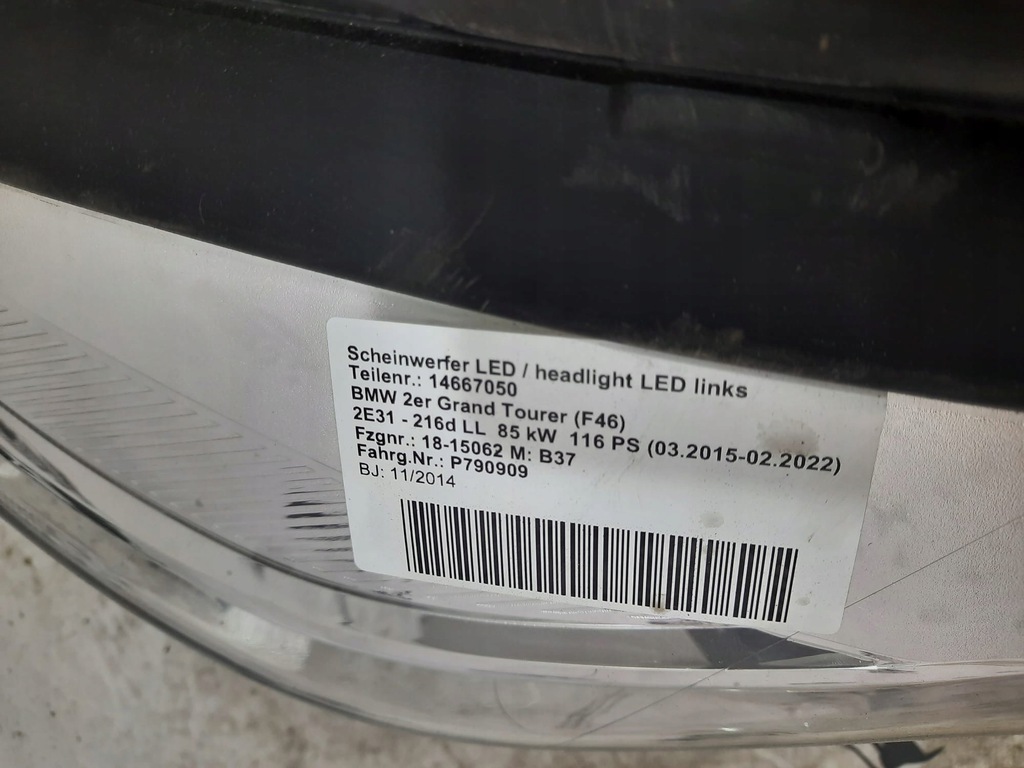 Scheinwerfer LED / headlight LED links
Teilenr.: 14667050
BMW 2er Grand Tourer (F46)
2E31 - 216d LL 85 kW 116 PS (03.2015-02.2022)
Fzgnr.: 18-15062 M: B37
Fahrg.Nr.: P790909
BJ: 11/2014